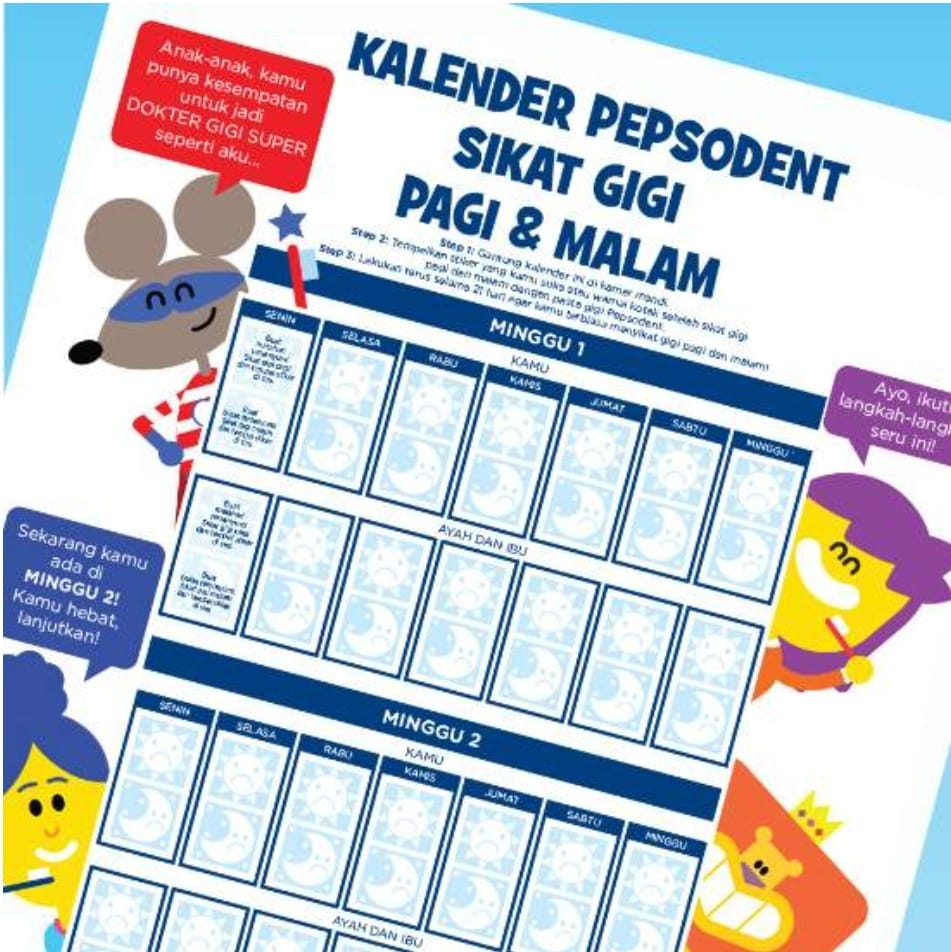 Anak-anak, kamu
punya kesempatan
untuk jadi
DOKTER GIGI SUPER
seperti aku...
KALENDER PEPSODENT
SIKAT GIGI
PAGI & MALAM
Step 1: Gantung kalender ini di kamar mandi.
Step 2: Tempelkan stiker yang kamu suka atau warnai kotak setelah sikat gigi
pagi dan malam dengan pasta gigi Pepsodent.
Step 3: Lakukan terus selama 21 hari agar kamu terbiasa menyikat gigi pagi dan malam!
MINGGU 1
KAMU
SENIN
SELASA
RABU
KAMIS
JUMAT
SABTU
MINGGU
Ayo, ikuti
langkah-langk
seru ini!
AYAH DAN IBU
Sekarang kamu
ada di
MINGGU 2!
Kamu hebat,
lanjutkan!
MINGGU 2
KAMU
SENIN
SELASA
RABU
KAMIS
JUMAT
SABTU
MINGGU
AYAH DAN IBU